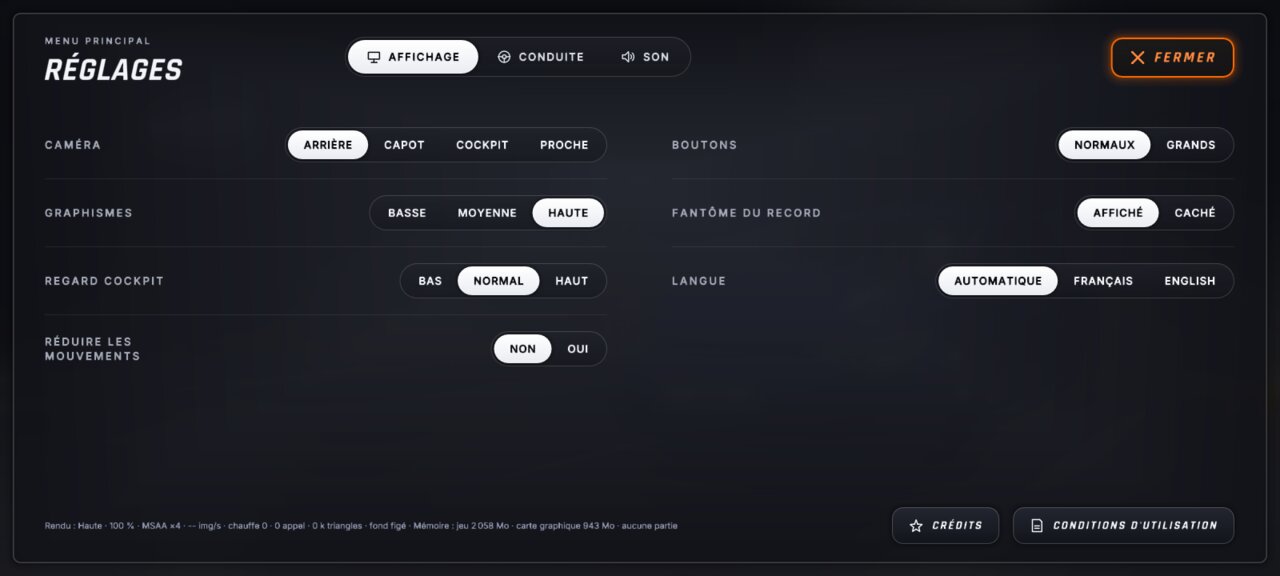 MENU PRINCIPAL
RÉGLAGES
AFFICHAGE CONDUITE SON
FERMER
CAMÉRA ARRIÈRE CAPOT COCKPIT PROCHE
BOUTONS NORMAUX GRANDS
GRAPHISMES BASSE MOYENNE HAUTE
FANTÔME DU RECORD AFFICHÉ CACHÉ
REGARD COCKPIT BAS NORMAL HAUT
LANGUE AUTOMATIQUE FRANÇAIS ENGLISH
RÉDUIRE LES
MOUVEMENTS NON OUI
Rendu : Haute · 100 % · MSAA ×4 · -- img/s · chauffe 0 · 0 appel · 0 k triangles · fond figé · Mémoire : jeu 2 058 Mo · carte graphique 943 Mo · aucune partie
CRÉDITS CONDITIONS D'UTILISATION